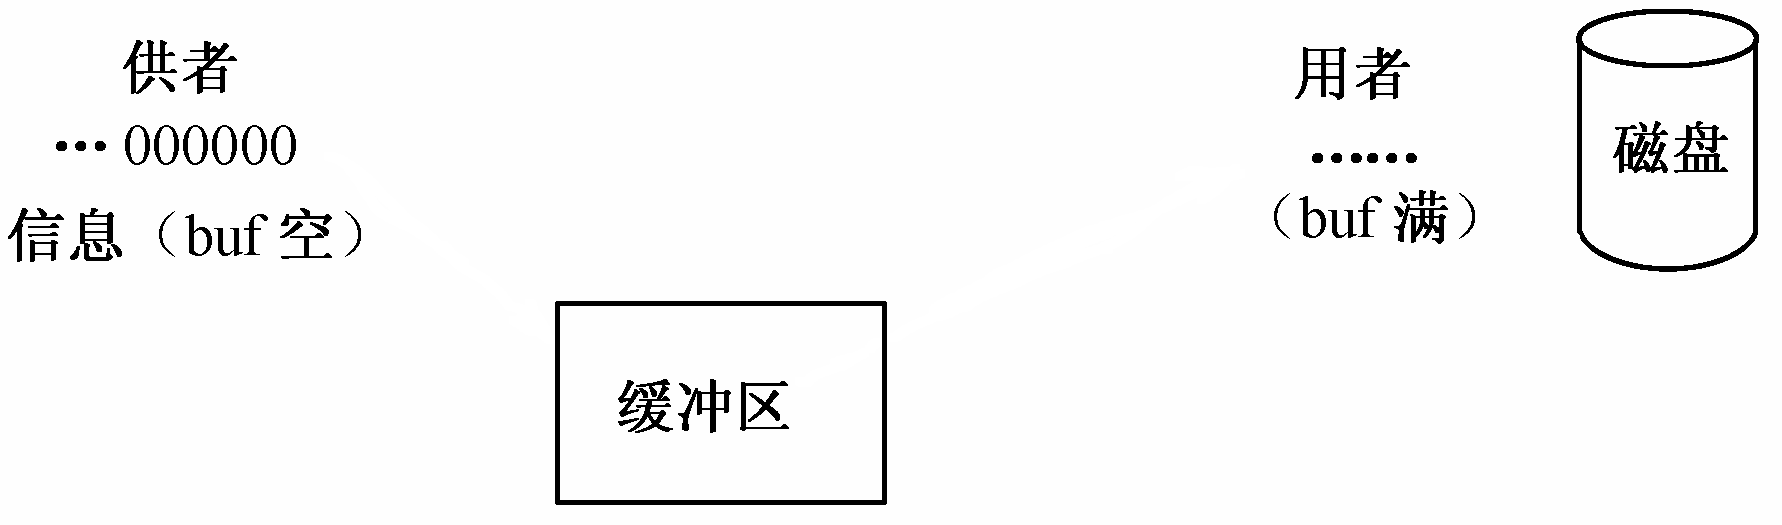 供者
…000000
信息（buf 空）
用者
……
（buf 满）
磁盘
缓冲区